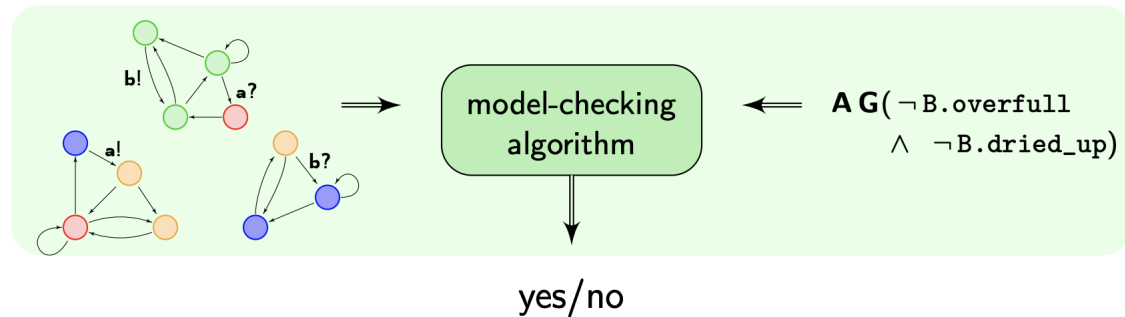 b!
a?
a!
b?
model-checking
algorithm
A G(¬B.overfull
∧ ¬B.dried_up)
yes/no